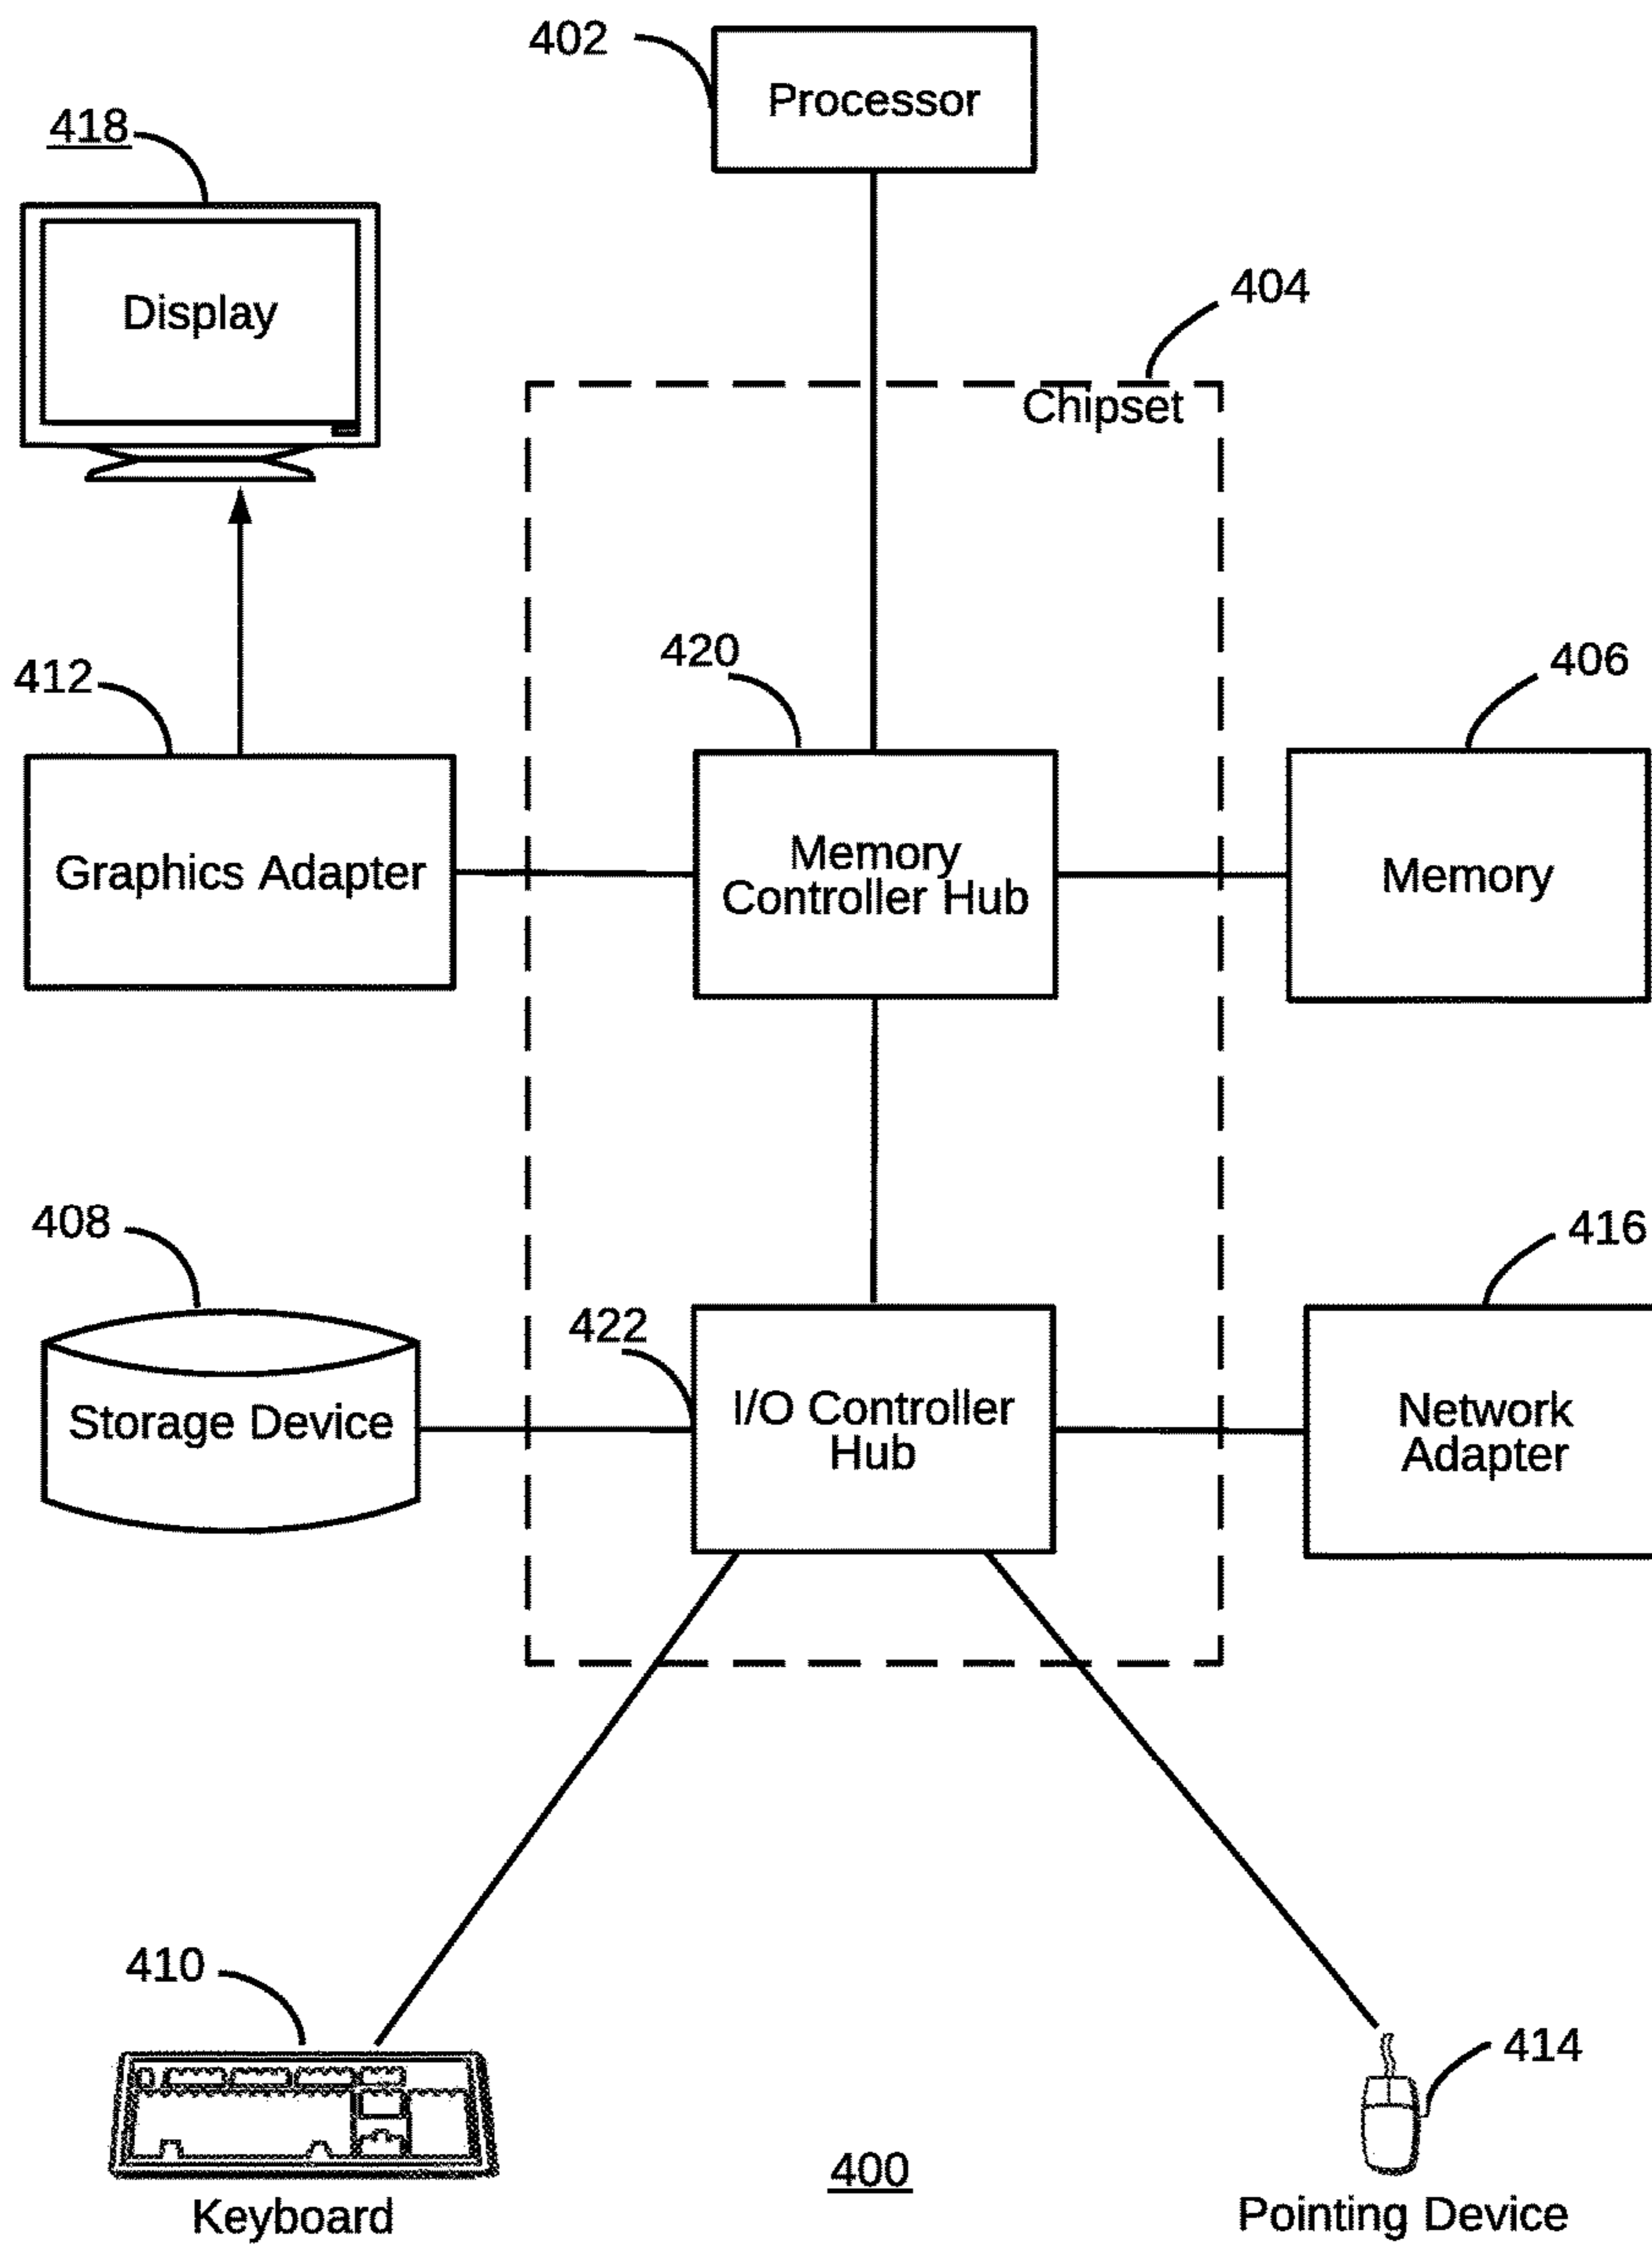 402
Processor
418
Display
404
Chipset
412
420
406
Graphics Adapter
Memory
Controller Hub
Memory
408
416
422
Storage Device
I/O Controller
Hub
Network
Adapter
410
414
400
Keyboard
Pointing Device